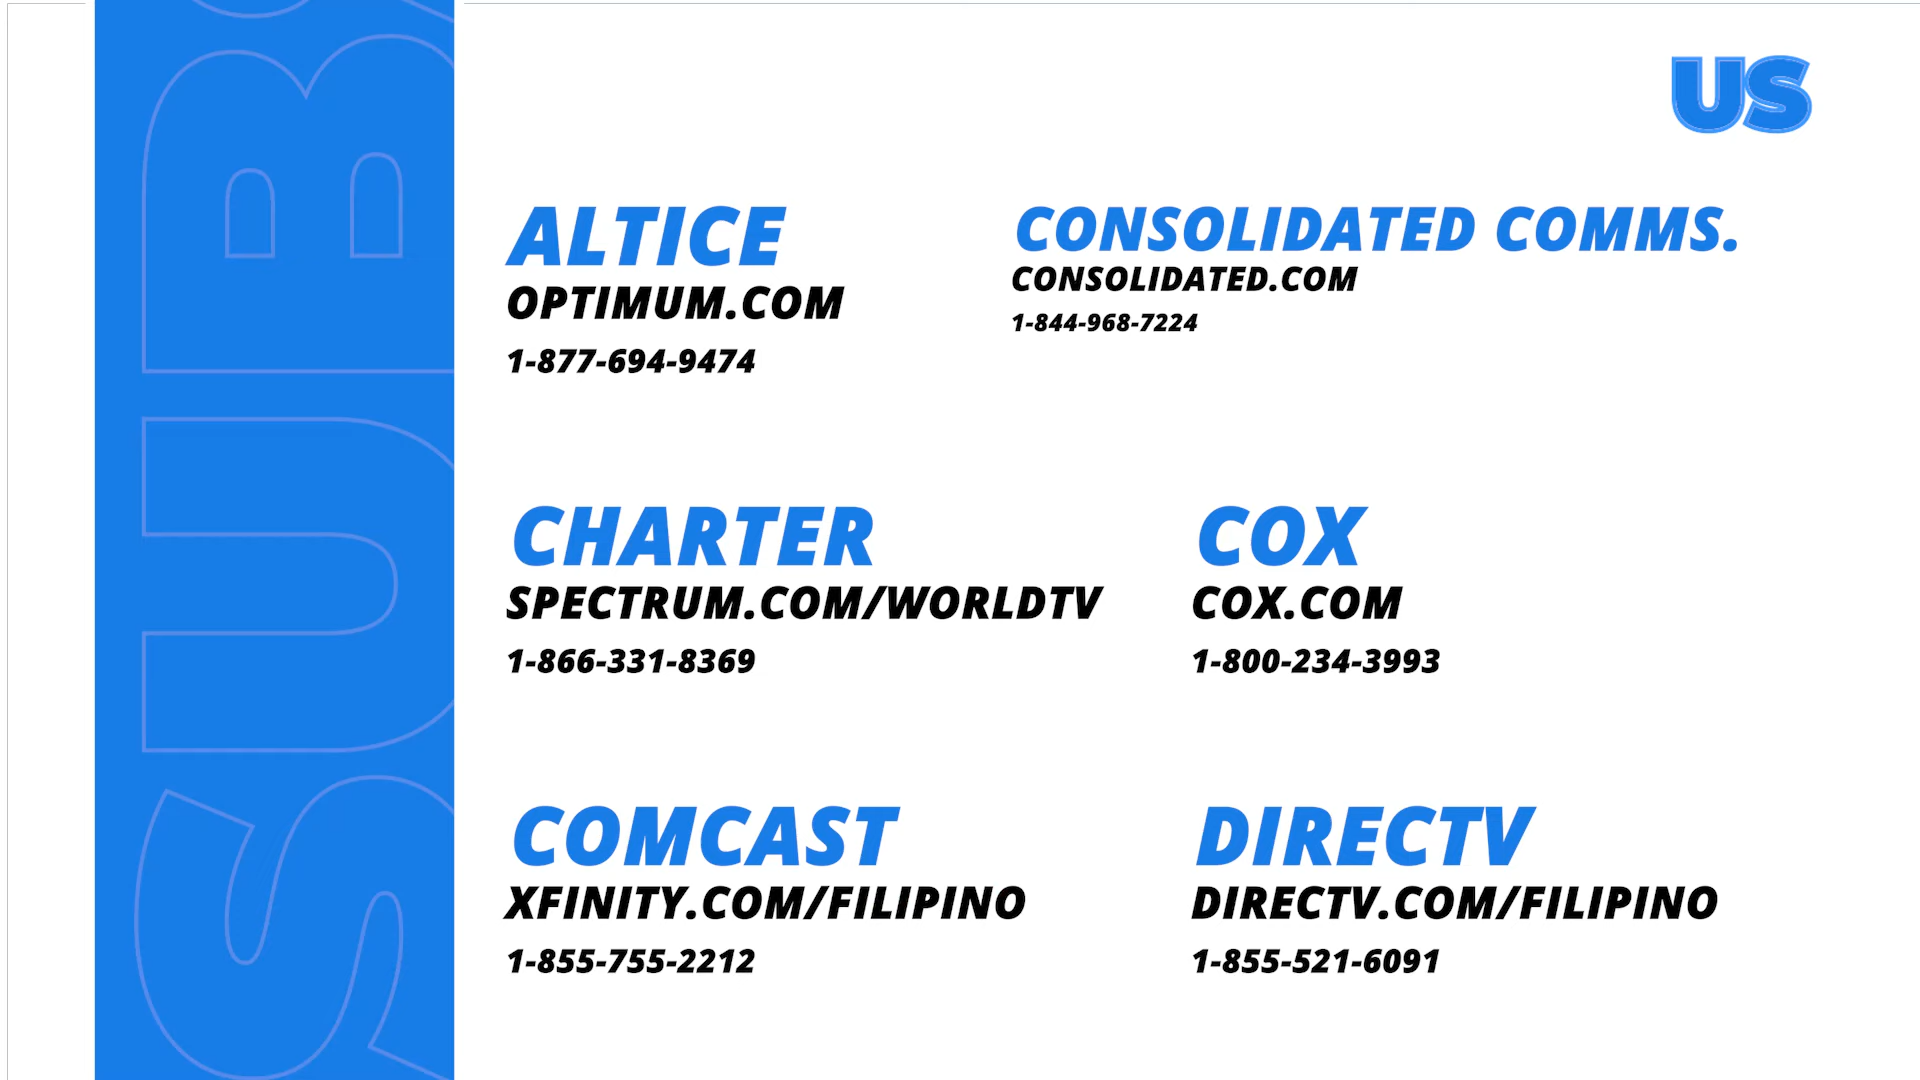 US
ALTICE
OPTIMUM.COM
1-877-694-9474
CONSOLIDATED COMMS.
CONSOLIDATED.COM
1-844-968-7224
CHARTER
SPECTRUM.COM/WORLDTV
1-866-331-8369
COX
COX.COM
1-800-234-3993
COMCAST
XFINITY.COM/FILIPINO
1-855-755-2212
DIRECTV
DIRECTV.COM/FILIPINO
1-855-521-6091
SUB